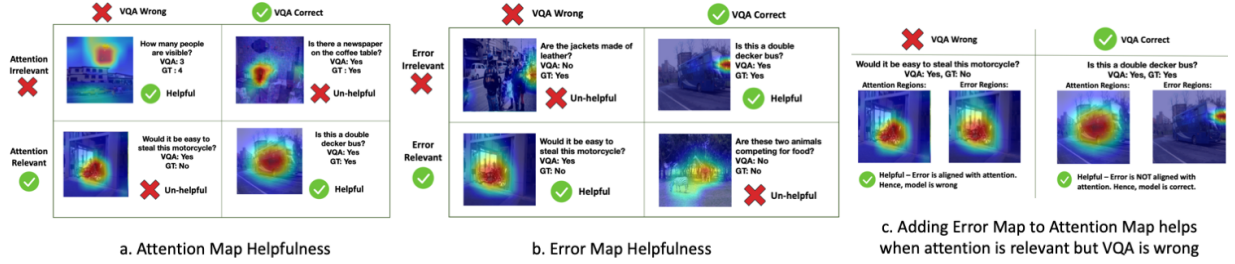 VQA Wrong
VQA Correct
Attention
Irrelevant
How many people
are visible?
VQA: 3
GT : 4
Helpful
Is there a newspaper
on the coffee table?
VQA: Yes
GT : Yes
Un-helpful
Attention
Relevant
Would it be easy to
steal this motorcycle?
VQA: Yes
GT: No
Un-helpful
Is this a double
decker bus?
VQA: Yes
GT: Yes
Helpful
a. Attention Map Helpfulness
VQA Wrong
VQA Correct
Error
Irrelevant
Are the jackets made of
leather?
VQA: No
GT: Yes
Un-helpful
Is this a double
decker bus?
VQA: Yes
GT: Yes
Helpful
Error
Relevant
Would it be easy to
steal this motorcycle?
VQA: Yes
GT: No
Helpful
Are these two animals
competing for food?
VQA: No
GT: Yes
Un-helpful
b. Error Map Helpfulness
VQA Wrong
VQA Correct
Would it be easy to steal this motorcycle?
VQA: Yes, GT: No
Attention Regions: Error Regions:
Helpful – Error is aligned with attention.
Hence, model is wrong
Is this a double decker bus?
VQA: Yes, GT: Yes
Attention Regions: Error Regions:
Helpful – Error is NOT aligned with
attention. Hence, model is correct.
c. Adding Error Map to Attention Map helps
when attention is relevant but VQA is wrong